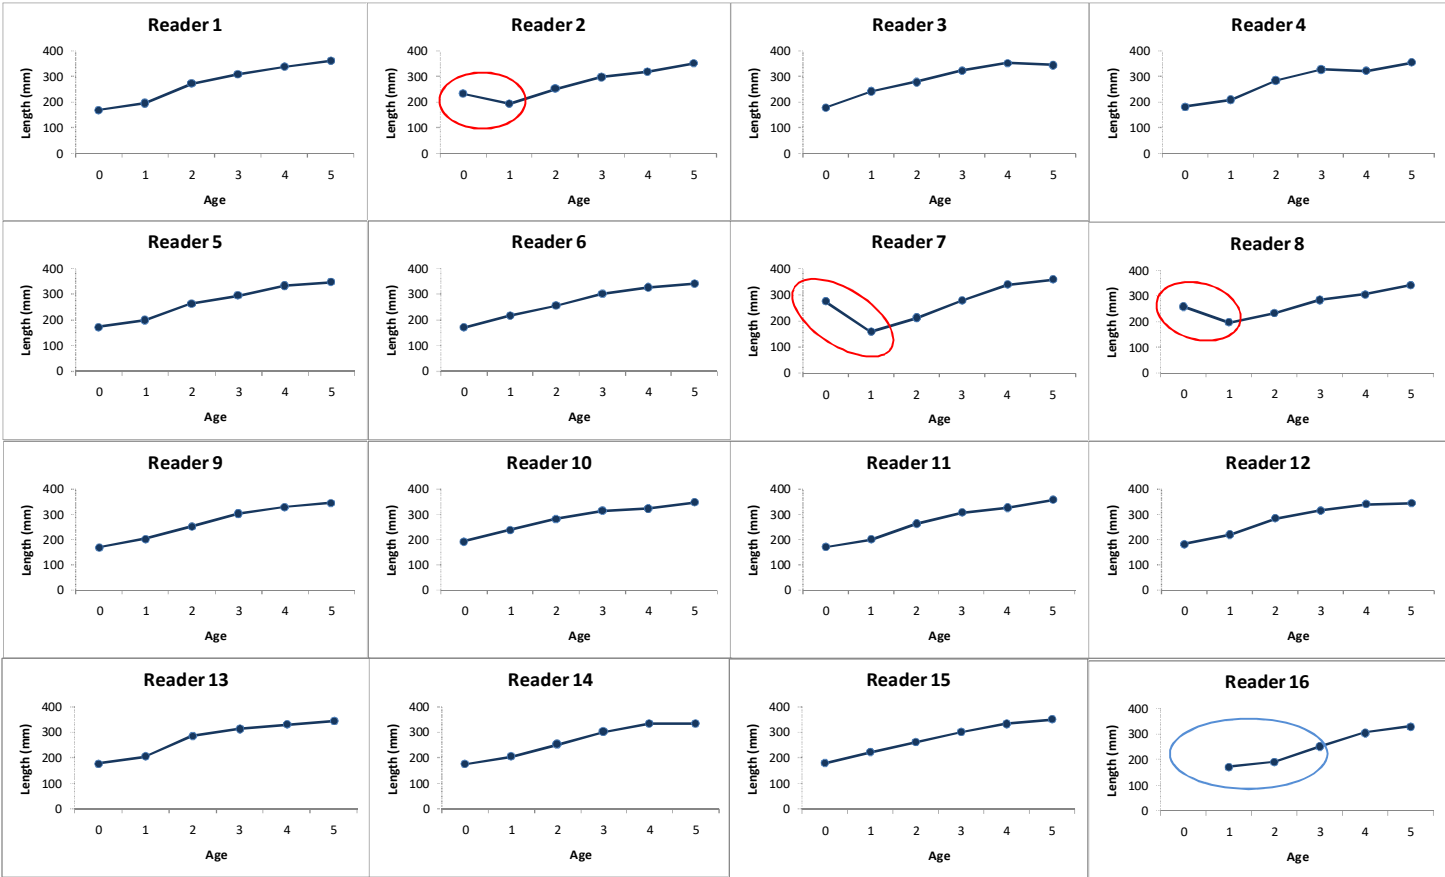 Reader 1
400
300
200
100
0
Length (mm)
0 1 2 3 4 5
Age
Reader 2
400
300
200
100
0
Length (mm)
0 1 2 3 4 5
Age
Reader 3
400
300
200
100
0
Length (mm)
0 1 2 3 4 5
Age
Reader 4
400
300
200
100
0
Length (mm)
0 1 2 3 4 5
Age
Reader 5
400
300
200
100
0
Length (mm)
0 1 2 3 4 5
Age
Reader 6
400
300
200
100
0
Length (mm)
0 1 2 3 4 5
Age
Reader 7
400
300
200
100
0
Length (mm)
0 1 2 3 4 5
Age
Reader 8
400
300
200
100
0
Length (mm)
0 1 2 3 4 5
Age
Reader 9
400
300
200
100
0
Length (mm)
0 1 2 3 4 5
Age
Reader 10
400
300
200
100
0
Length (mm)
0 1 2 3 4 5
Age
Reader 11
400
300
200
100
0
Length (mm)
0 1 2 3 4 5
Age
Reader 12
400
300
200
100
0
Length (mm)
0 1 2 3 4 5
Age
Reader 13
400
300
200
100
0
Length (mm)
0 1 2 3 4 5
Age
Reader 14
400
300
200
100
0
Length (mm)
0 1 2 3 4 5
Age
Reader 15
400
300
200
100
0
Length (mm)
0 1 2 3 4 5
Age
Reader 16
400
300
200
100
0
Length (mm)
0 1 2 3 4 5
Age